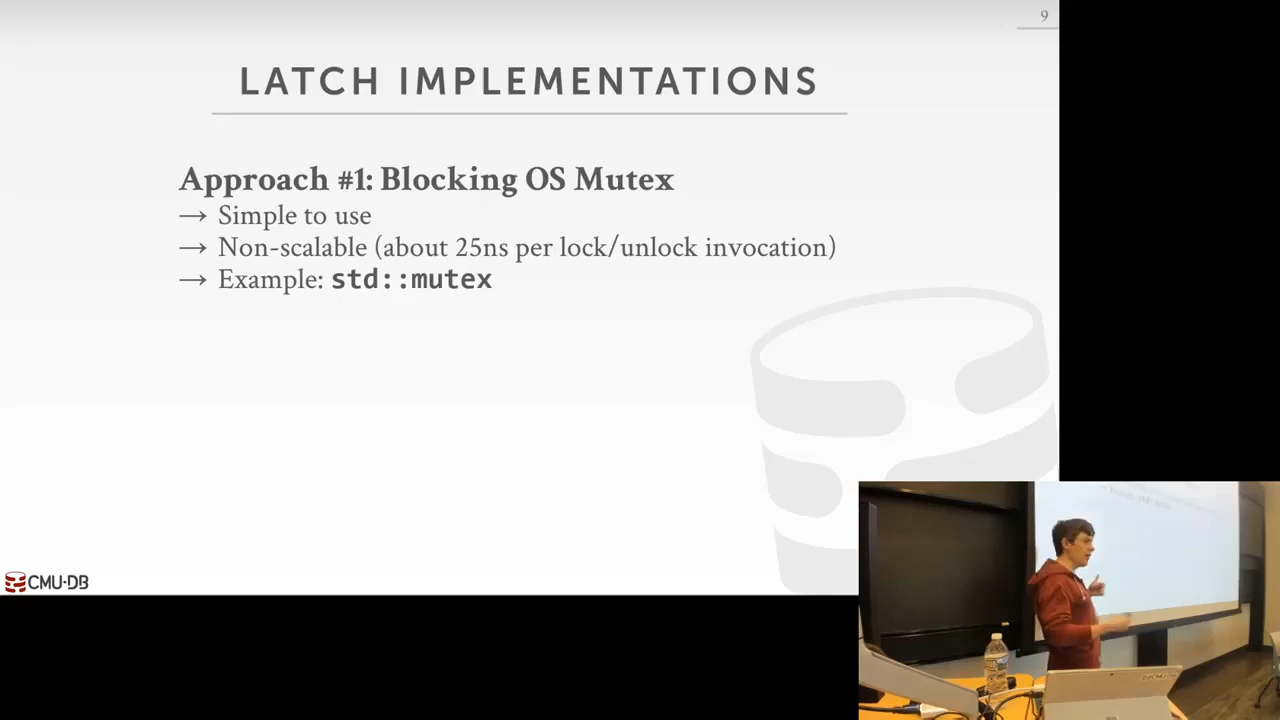 9
LATCH IMPLEMENTATIONS
Approach #1: Blocking OS Mutex
→ Simple to use
→ Non-scalable (about 25ns per lock/unlock invocation)
→ Example: std::mutex
CMU·DB